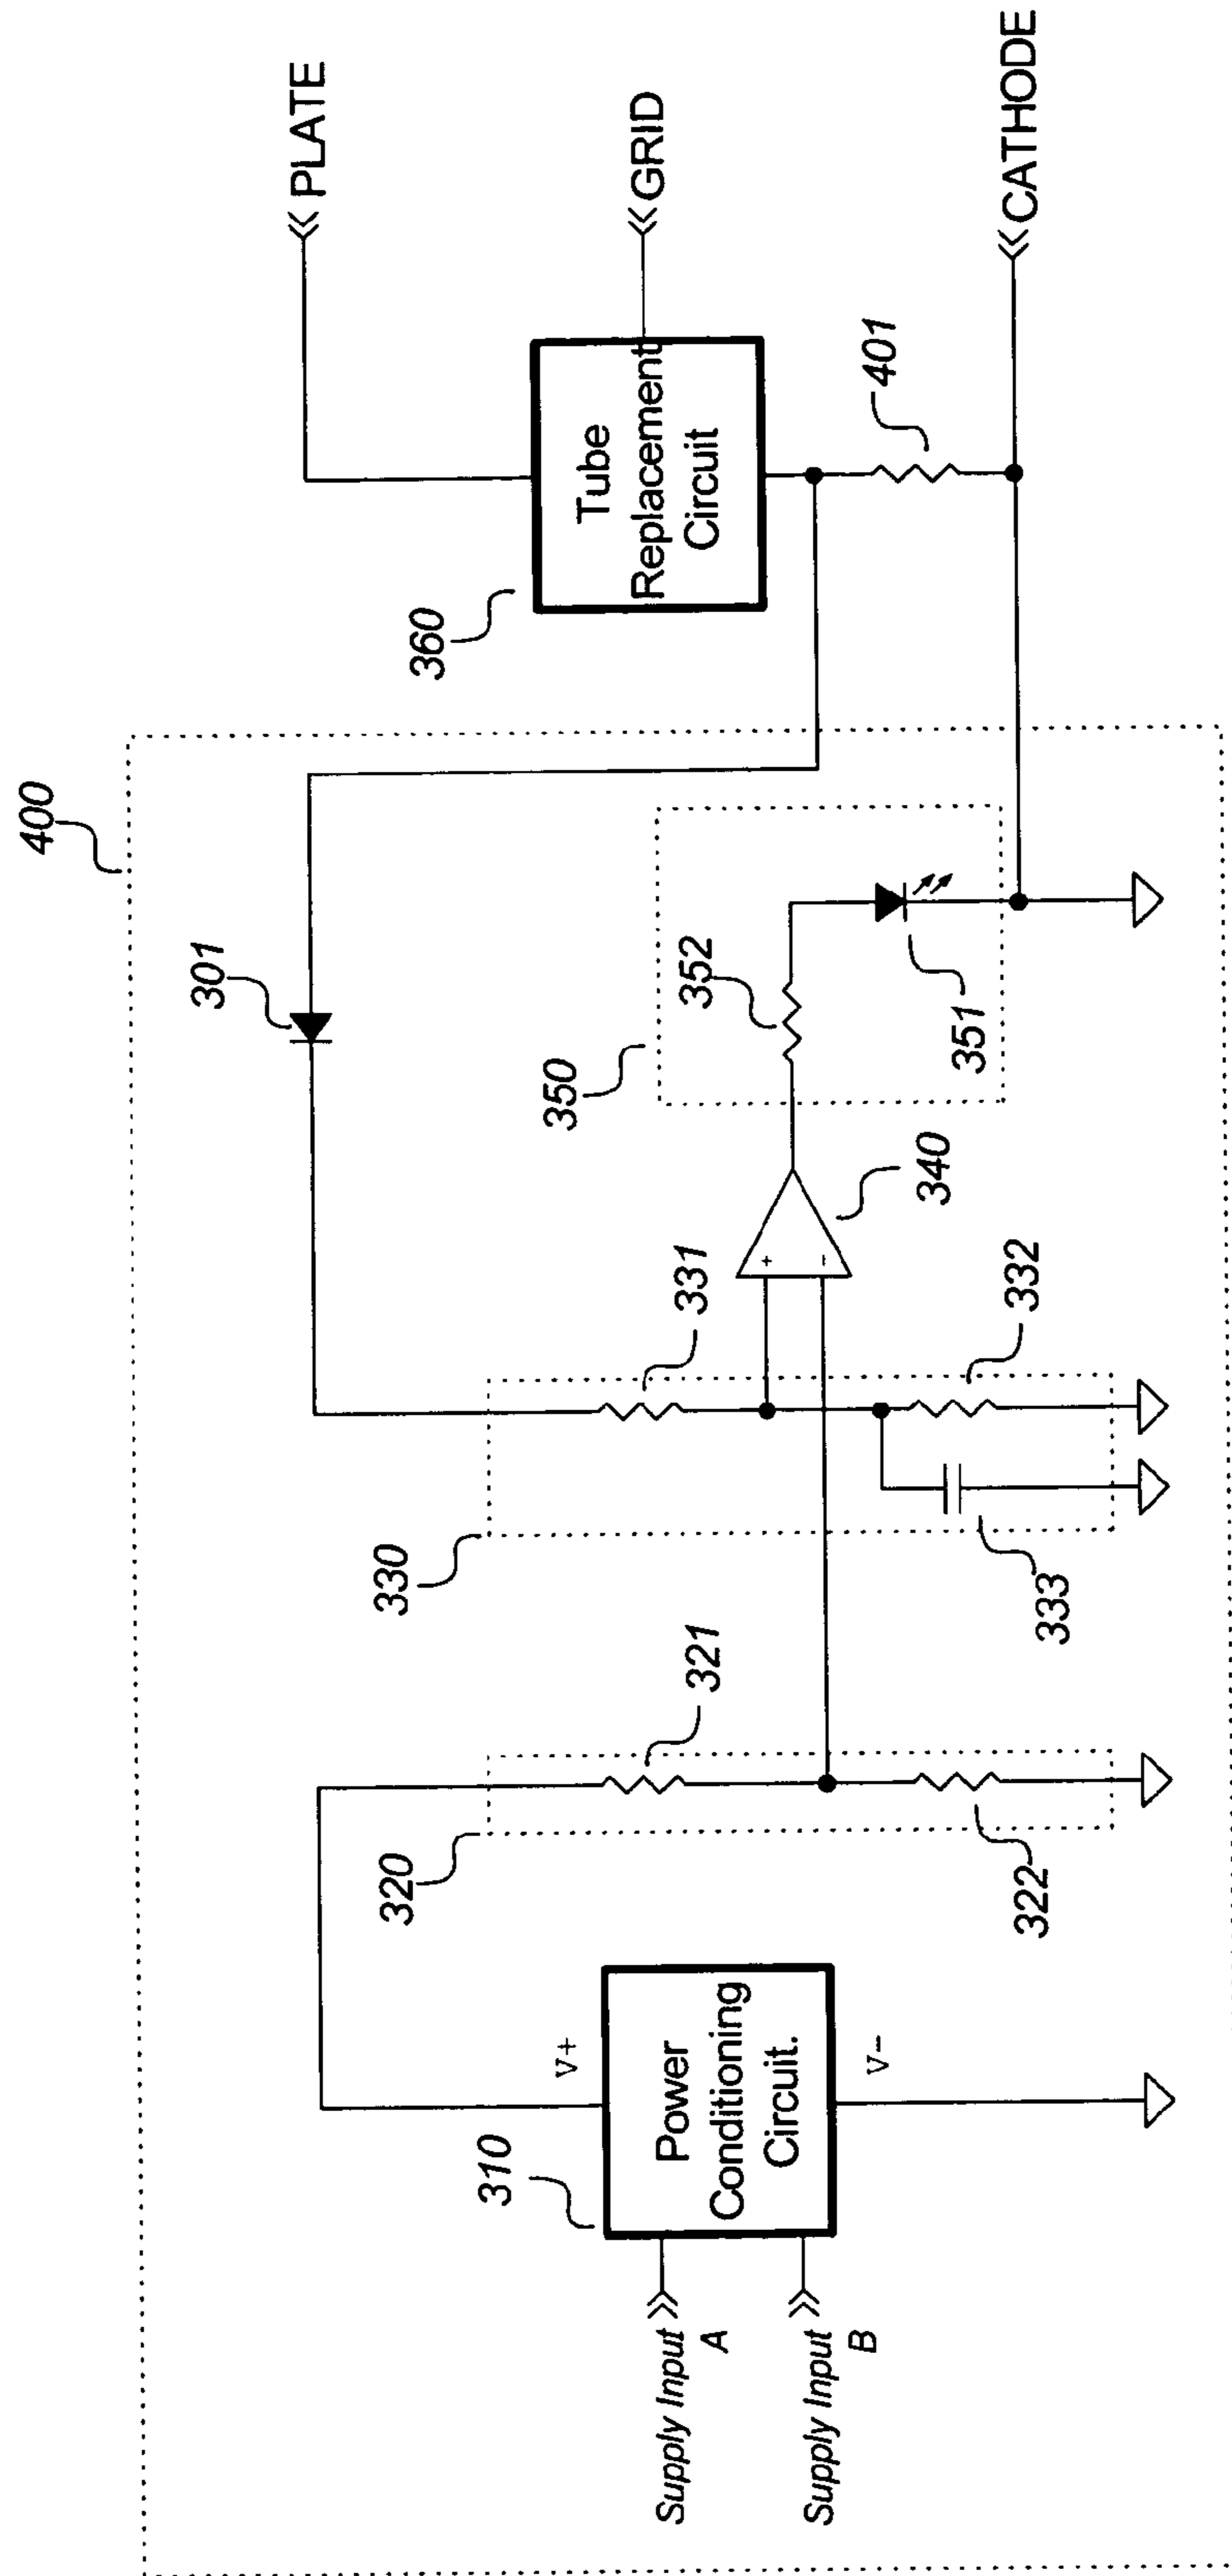 400
301
PLATE
360
Tube
Replacement
Circuit
GRID
401
CATHODE
350
352
351
340
+
-
331
332
330
333
320
321
322
310
V+
Power
Conditioning
Circuit.
V-
Supply Input
A
Supply Input
B